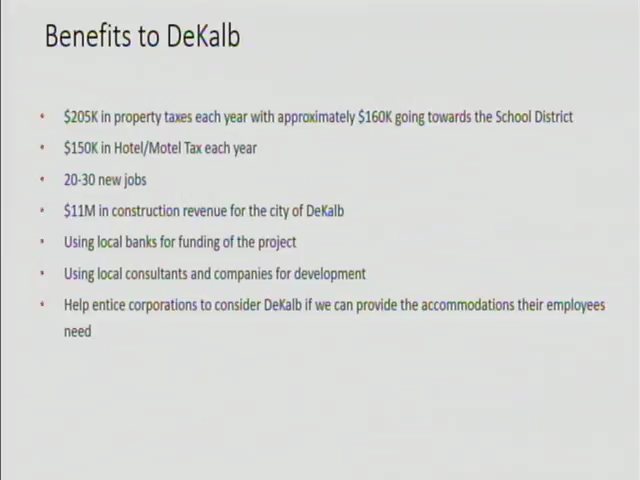 Benefits to DeKalb
• $205K in property taxes each year with approximately $160K going towards the School District
• $150K in Hotel/Motel Tax each year
• 20-30 new jobs
• $11M in construction revenue for the city of DeKalb
• Using local banks for funding of the project
• Using local consultants and companies for development
• Help entice corporations to consider DeKalb if we can provide the accommodations their employees
need